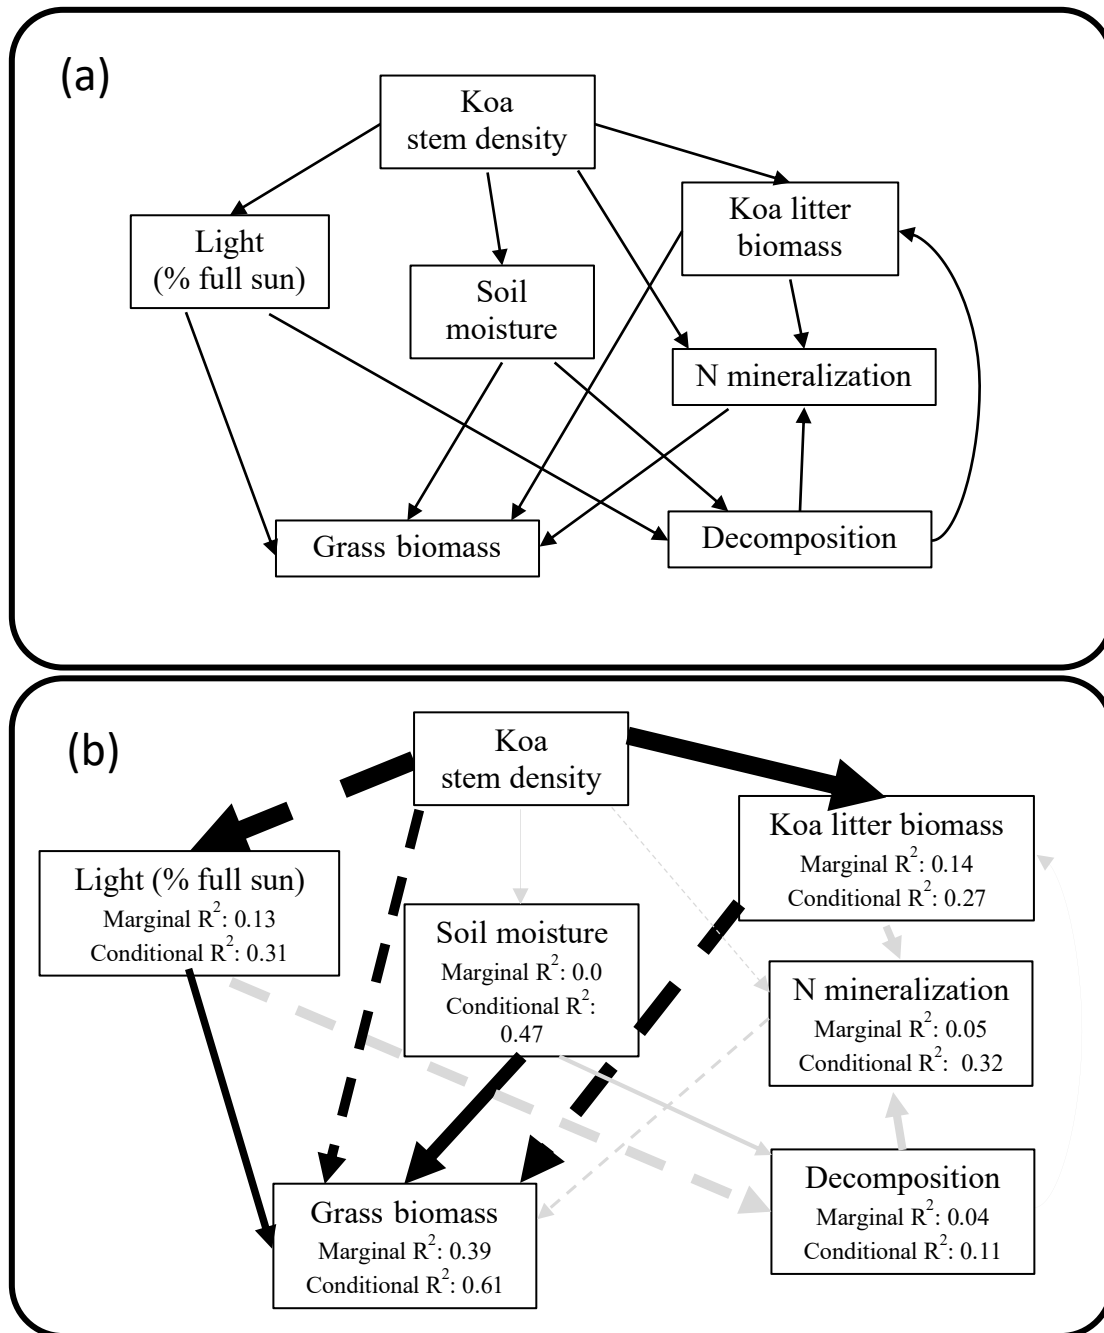 (a)
Koa
stem density
Light
(% full sun)
Soil
moisture
Koa litter
biomass
N mineralization
Grass biomass
Decomposition
(b)
Koa
stem density
Koa litter biomass
Marginal R²: 0.14
Conditional R²: 0.27
Light (% full sun)
Marginal R²: 0.13
Conditional R²: 0.31
Soil moisture
Marginal R²: 0.0
Conditional R²:
0.47
N mineralization
Marginal R²: 0.05
Conditional R²: 0.32
Decomposition
Marginal R²: 0.04
Conditional R²: 0.11
Grass biomass
Marginal R²: 0.39
Conditional R²: 0.61